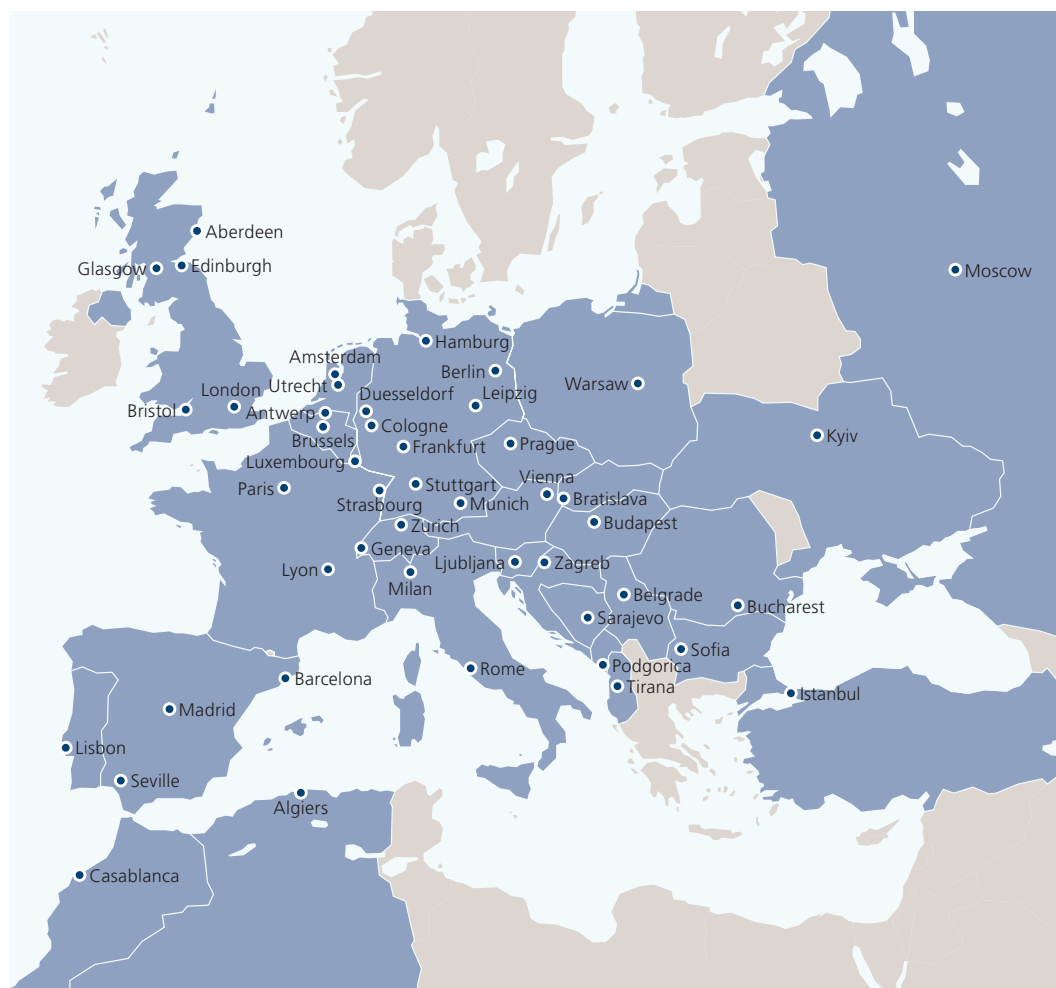 Aberdeen
Edinburgh
Glasgow
Moscow
Hamburg
Amsterdam
Berlin
Utrecht
Warsaw
London
Duesseldorf
Leipzig
Bristol
Antwerp
Cologne
Kyiv
Brussels
Frankfurt
Prague
Luxembourg
Vienna
Stuttgart
Paris
Strasbourg
Munich
Bratislava
Zurich
Budapest
Geneva
Ljubljana
Zagreb
Lyon
Milan
Belgrade
Bucharest
Sarajevo
Sofia
Podgorica
Rome
Barcelona
Tirana
Istanbul
Madrid
Lisbon
Seville
Algiers
Casablanca